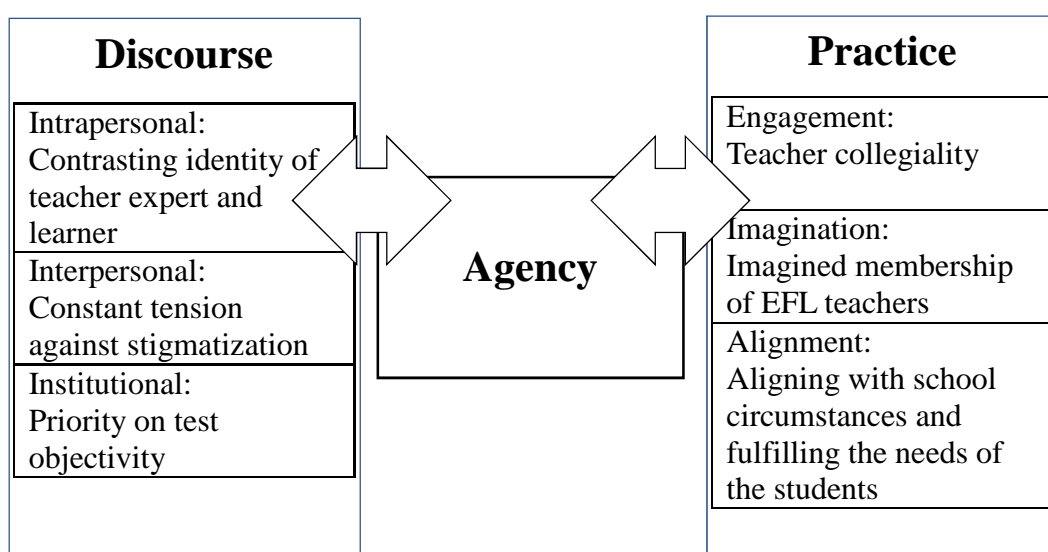 Discourse
Intrapersonal:
Contrasting identity of
teacher expert and
learner
Interpersonal:
Constant tension
against stigmatization
Institutional:
Priority on test
objectivity
Agency
Practice
Engagement:
Teacher collegiality
Imagination:
Imagined membership
of EFL teachers
Alignment:
Aligning with school
circumstances and
fulfilling the needs of
the students